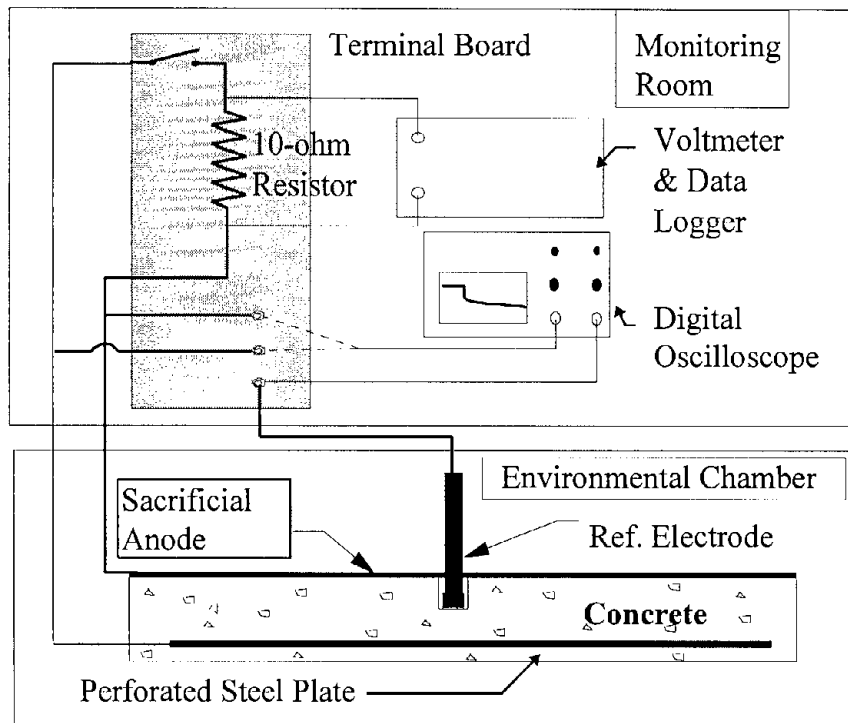 Terminal Board
Monitoring
Room
10-ohm
Resistor
Voltmeter
& Data
Logger
Digital
Oscilloscope
Environmental Chamber
Sacrificial
Anode
Ref. Electrode
Concrete
Perforated Steel Plate